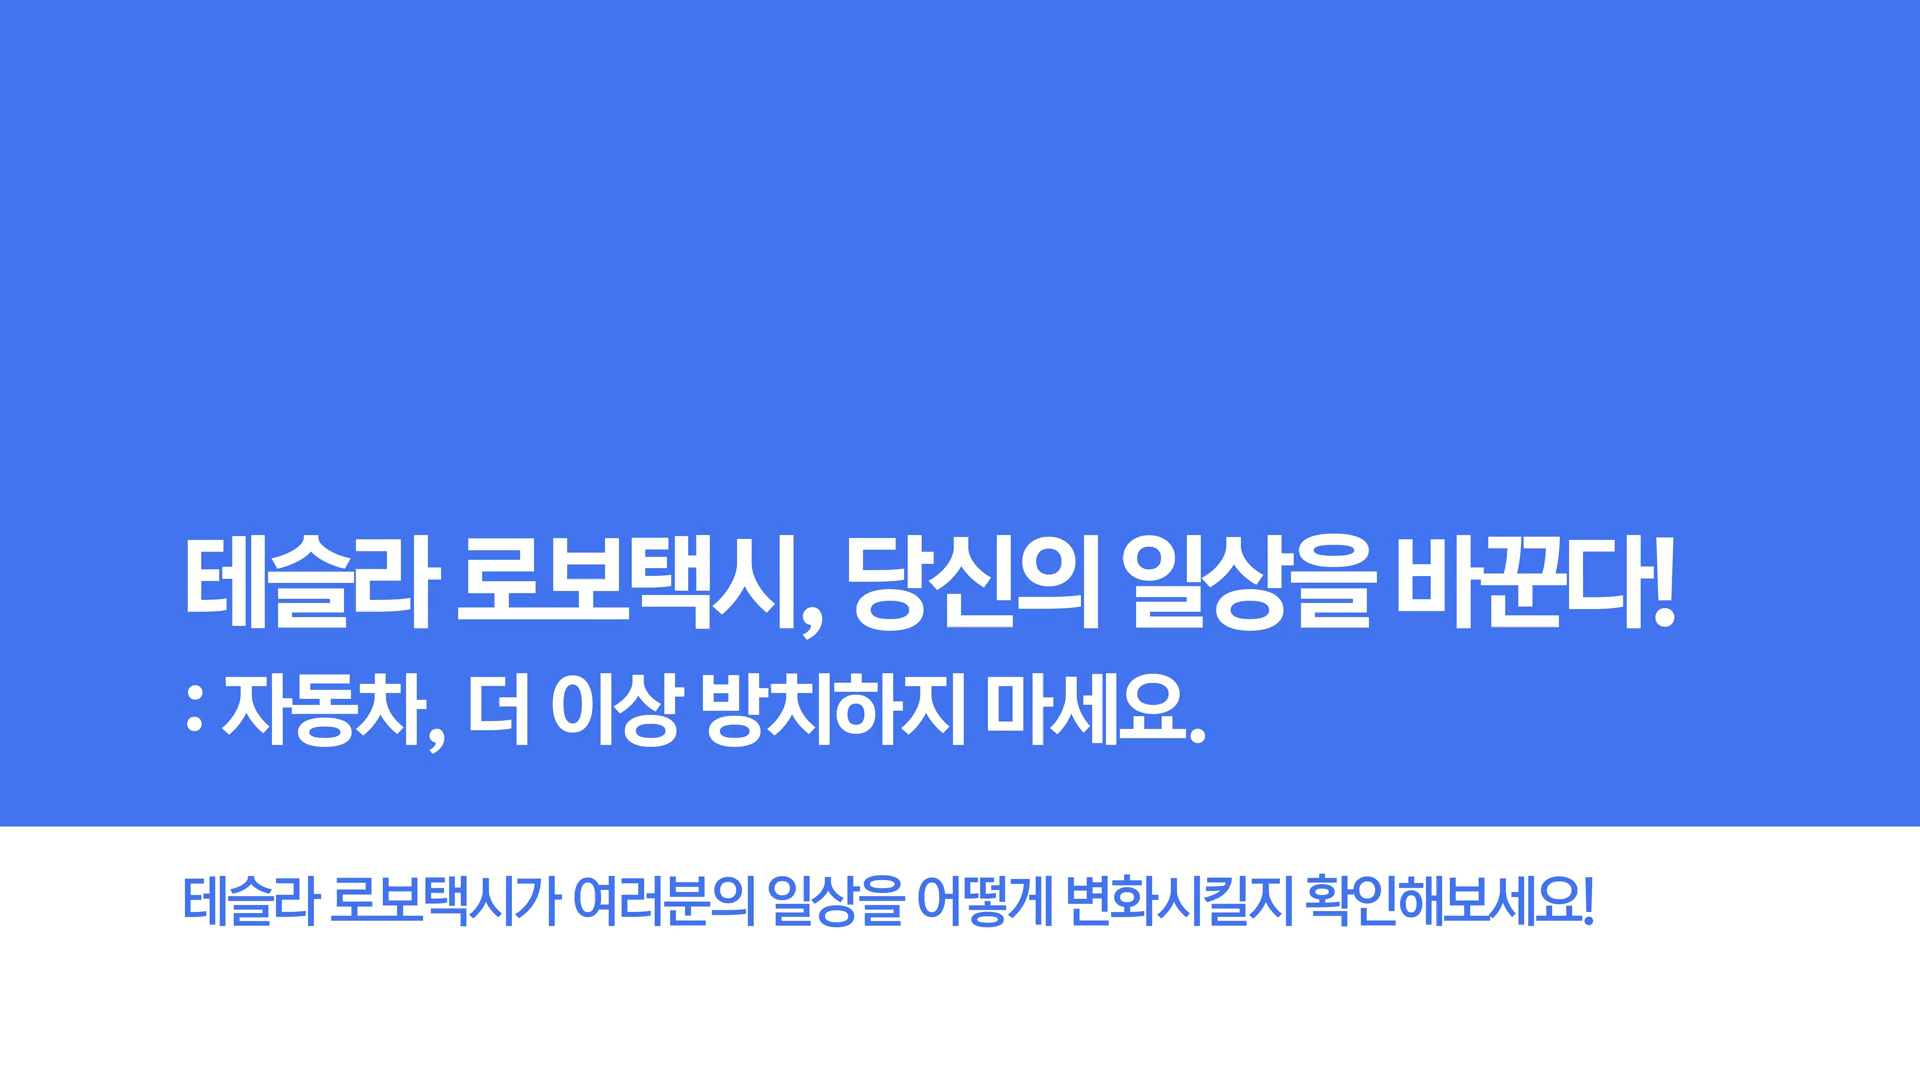 테슬라 로보택시, 당신의 일상을 바꾼다!
: 자동차, 더 이상 방치하지 마세요.
테슬라 로보택시가 여러분의 일상을 어떻게 변화시킬지 확인해보세요!